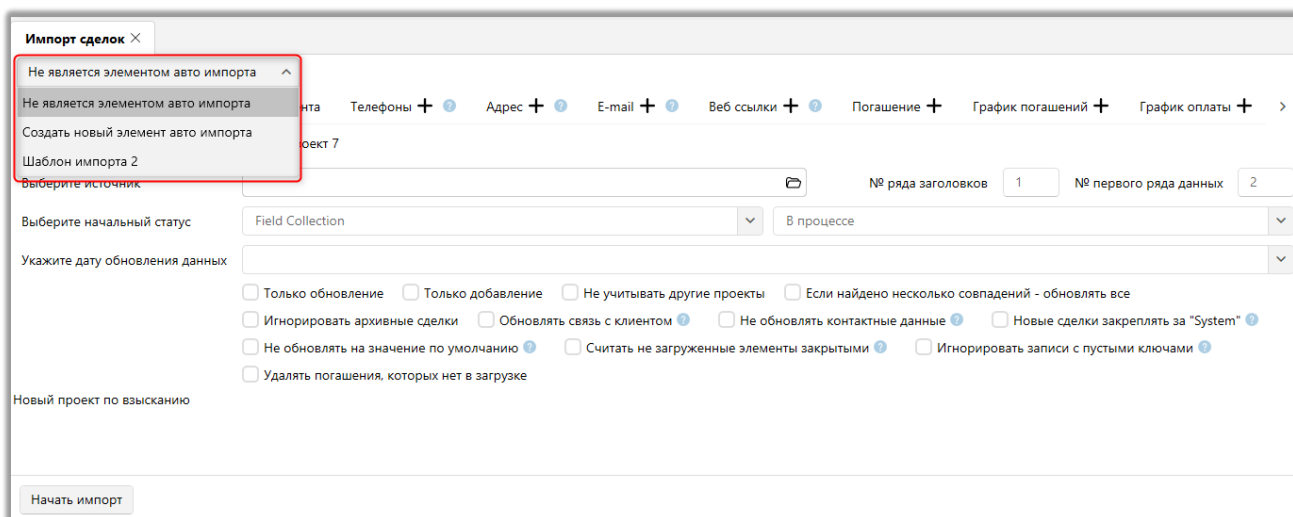 Импорт сделок
Не является элементом авто импорта
Не является элементом авто импорта
Создать новый элемент авто импорта
Шаблон импорта 2
Телефоны + ? Адрес + ? E-mail + ? Веб ссылки + ? Погашение + График погашений + График оплаты +
7
Выберите источник № ряда заголовков 1 № первого ряда данных 2
Выберите начальный статус Field Collection В процессе
Укажите дату обновления данных
Только обновление Только добавление Не учитывать другие проекты Если найдено несколько совпадений - обновлять все
Игнорировать архивные сделки Обновлять связь с клиентом ? Не обновлять контактные данные ? Новые сделки закреплять за "System" ?
Не обновлять на значение по умолчанию ? Считать не загруженные элементы закрытыми ? Игнорировать записи с пустыми ключами ?
Удалять погашения, которых нет в загрузке
Новый проект по взысканию
Начать импорт